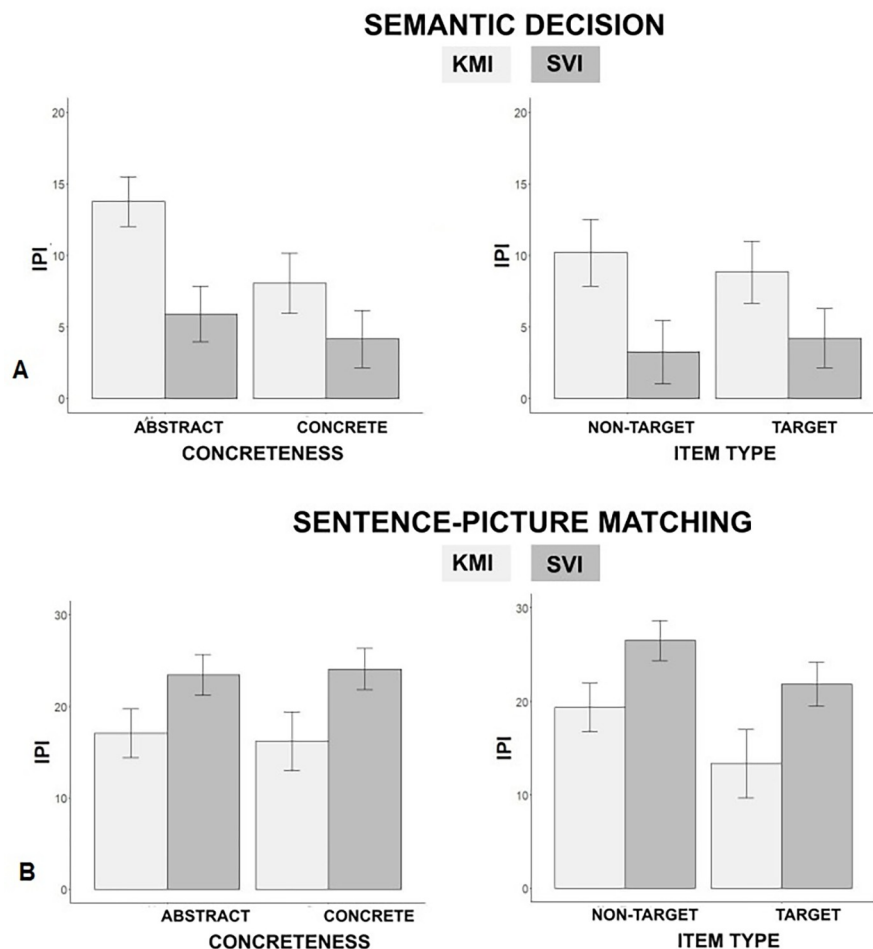 SEMANTIC DECISION
KMI SVI
20
15
10
5
0
IPI
ABSTRACT CONCRETE
CONCRETENESS
20
15
10
5
0
IPI
NON-TARGET TARGET
ITEM TYPE
A
SENTENCE-PICTURE MATCHING
KMI SVI
30
20
10
0
IPI
ABSTRACT CONCRETE
CONCRETENESS
30
20
10
0
IPI
NON-TARGET TARGET
ITEM TYPE
B